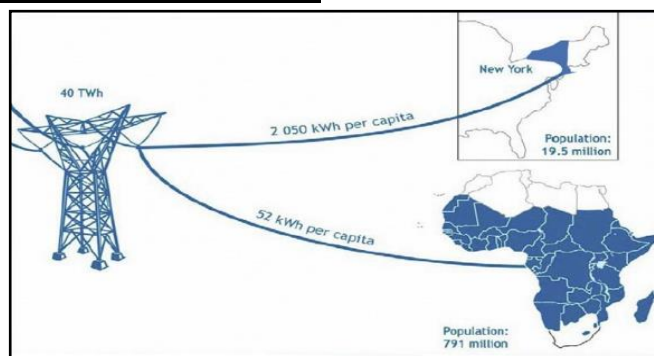 40 TWh
2 050 kWh per capita
New York
Population:
19.5 million
52 kWh per capita
Population:
791 million